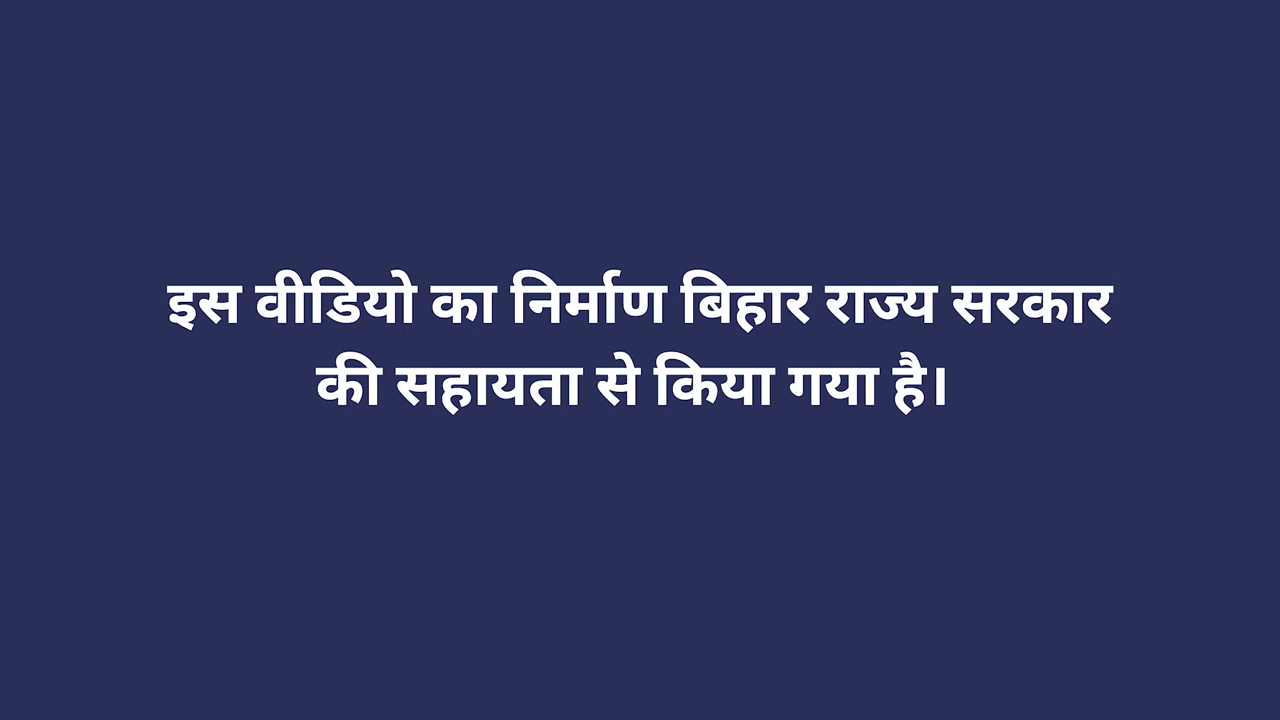 इस वीडियो का निर्माण बिहार राज्य सरकार
की सहायता से किया गया है।